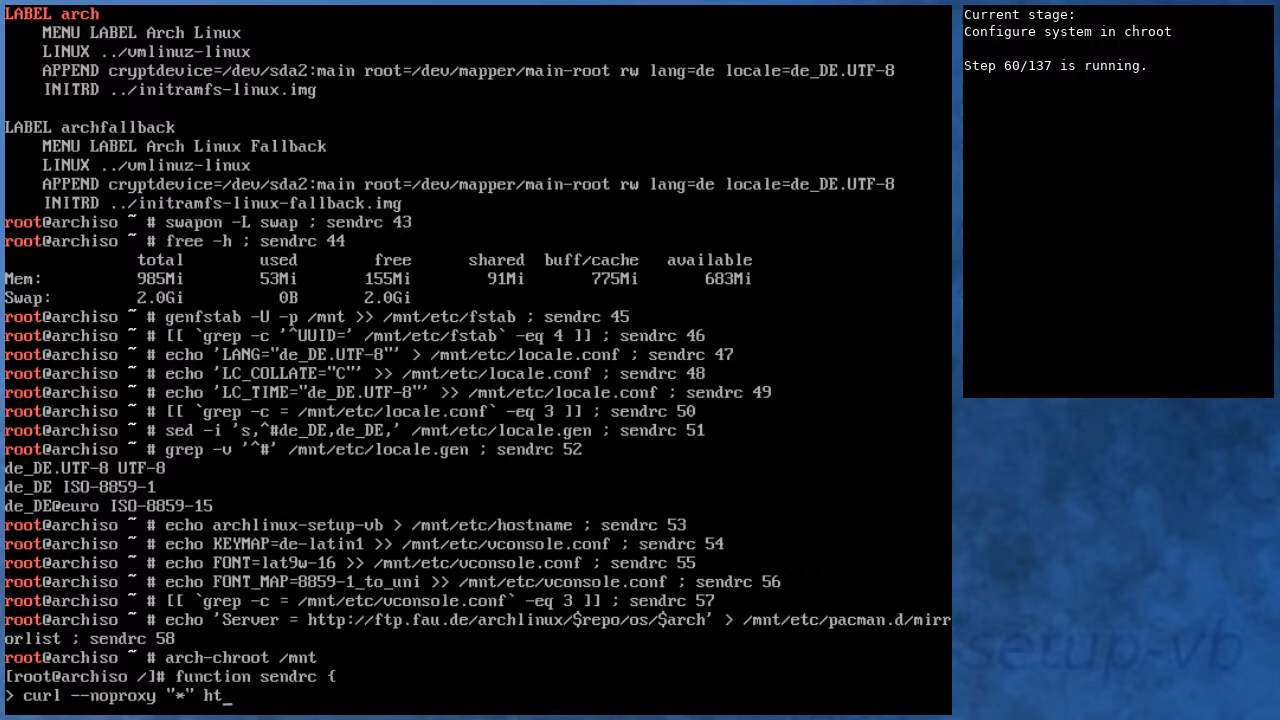 LABEL arch
    MENU LABEL Arch Linux
    LINUX ../vmlinuz-linux
    APPEND cryptdevice=/dev/sda2:main root=/dev/mapper/main-root rw lang=de locale=de_DE.UTF-8
    INITRD ../initramfs-linux.img

LABEL archfallback
    MENU LABEL Arch Linux Fallback
    LINUX ../vmlinuz-linux
    APPEND cryptdevice=/dev/sda2:main root=/dev/mapper/main-root rw lang=de locale=de_DE.UTF-8
    INITRD ../initramfs-linux-fallback.img
root@archiso ~ # swapon -L swap ; sendrc 43
root@archiso ~ # free -h ; sendrc 44
              total        used        free      shared  buff/cache   available
Mem:          985Mi        53Mi       155Mi        91Mi       775Mi       683Mi
Swap:         2.0Gi          0B       2.0Gi
root@archiso ~ # genfstab -U -p /mnt >> /mnt/etc/fstab ; sendrc 45
root@archiso ~ # [[ `grep -c '^UUID=' /mnt/etc/fstab` -eq 4 ]] ; sendrc 46
root@archiso ~ # echo 'LANG="de_DE.UTF-8"' > /mnt/etc/locale.conf ; sendrc 47
root@archiso ~ # echo 'LC_COLLATE="C"' >> /mnt/etc/locale.conf ; sendrc 48
root@archiso ~ # echo 'LC_TIME="de_DE.UTF-8"' >> /mnt/etc/locale.conf ; sendrc 49
root@archiso ~ # [[ `grep -c = /mnt/etc/locale.conf` -eq 3 ]] ; sendrc 50
root@archiso ~ # sed -i 's,^#de_DE,de_DE,' /mnt/etc/locale.gen ; sendrc 51
root@archiso ~ # grep -v '^#' /mnt/etc/locale.gen ; sendrc 52
de_DE.UTF-8 UTF-8
de_DE ISO-8859-1
de_DE@euro ISO-8859-15
root@archiso ~ # echo archlinux-setup-vb > /mnt/etc/hostname ; sendrc 53
root@archiso ~ # echo KEYMAP=de-latin1 >> /mnt/etc/vconsole.conf ; sendrc 54
root@archiso ~ # echo FONT=lat9w-16 >> /mnt/etc/vconsole.conf ; sendrc 55
root@archiso ~ # echo FONT_MAP=8859-1_to_uni >> /mnt/etc/vconsole.conf ; sendrc 56
root@archiso ~ # [[ `grep -c = /mnt/etc/vconsole.conf` -eq 3 ]] ; sendrc 57
root@archiso ~ # echo 'Server = http://ftp.fau.de/archlinux/$repo/os/$arch' > /mnt/etc/pacman.d/mirr
orlist ; sendrc 58
root@archiso ~ # arch-chroot /mnt
[root@archiso /]# function sendrc {
> curl --noproxy "*" ht_
Current stage:
Configure system in chroot

Step 60/137 is running.
setup-vb